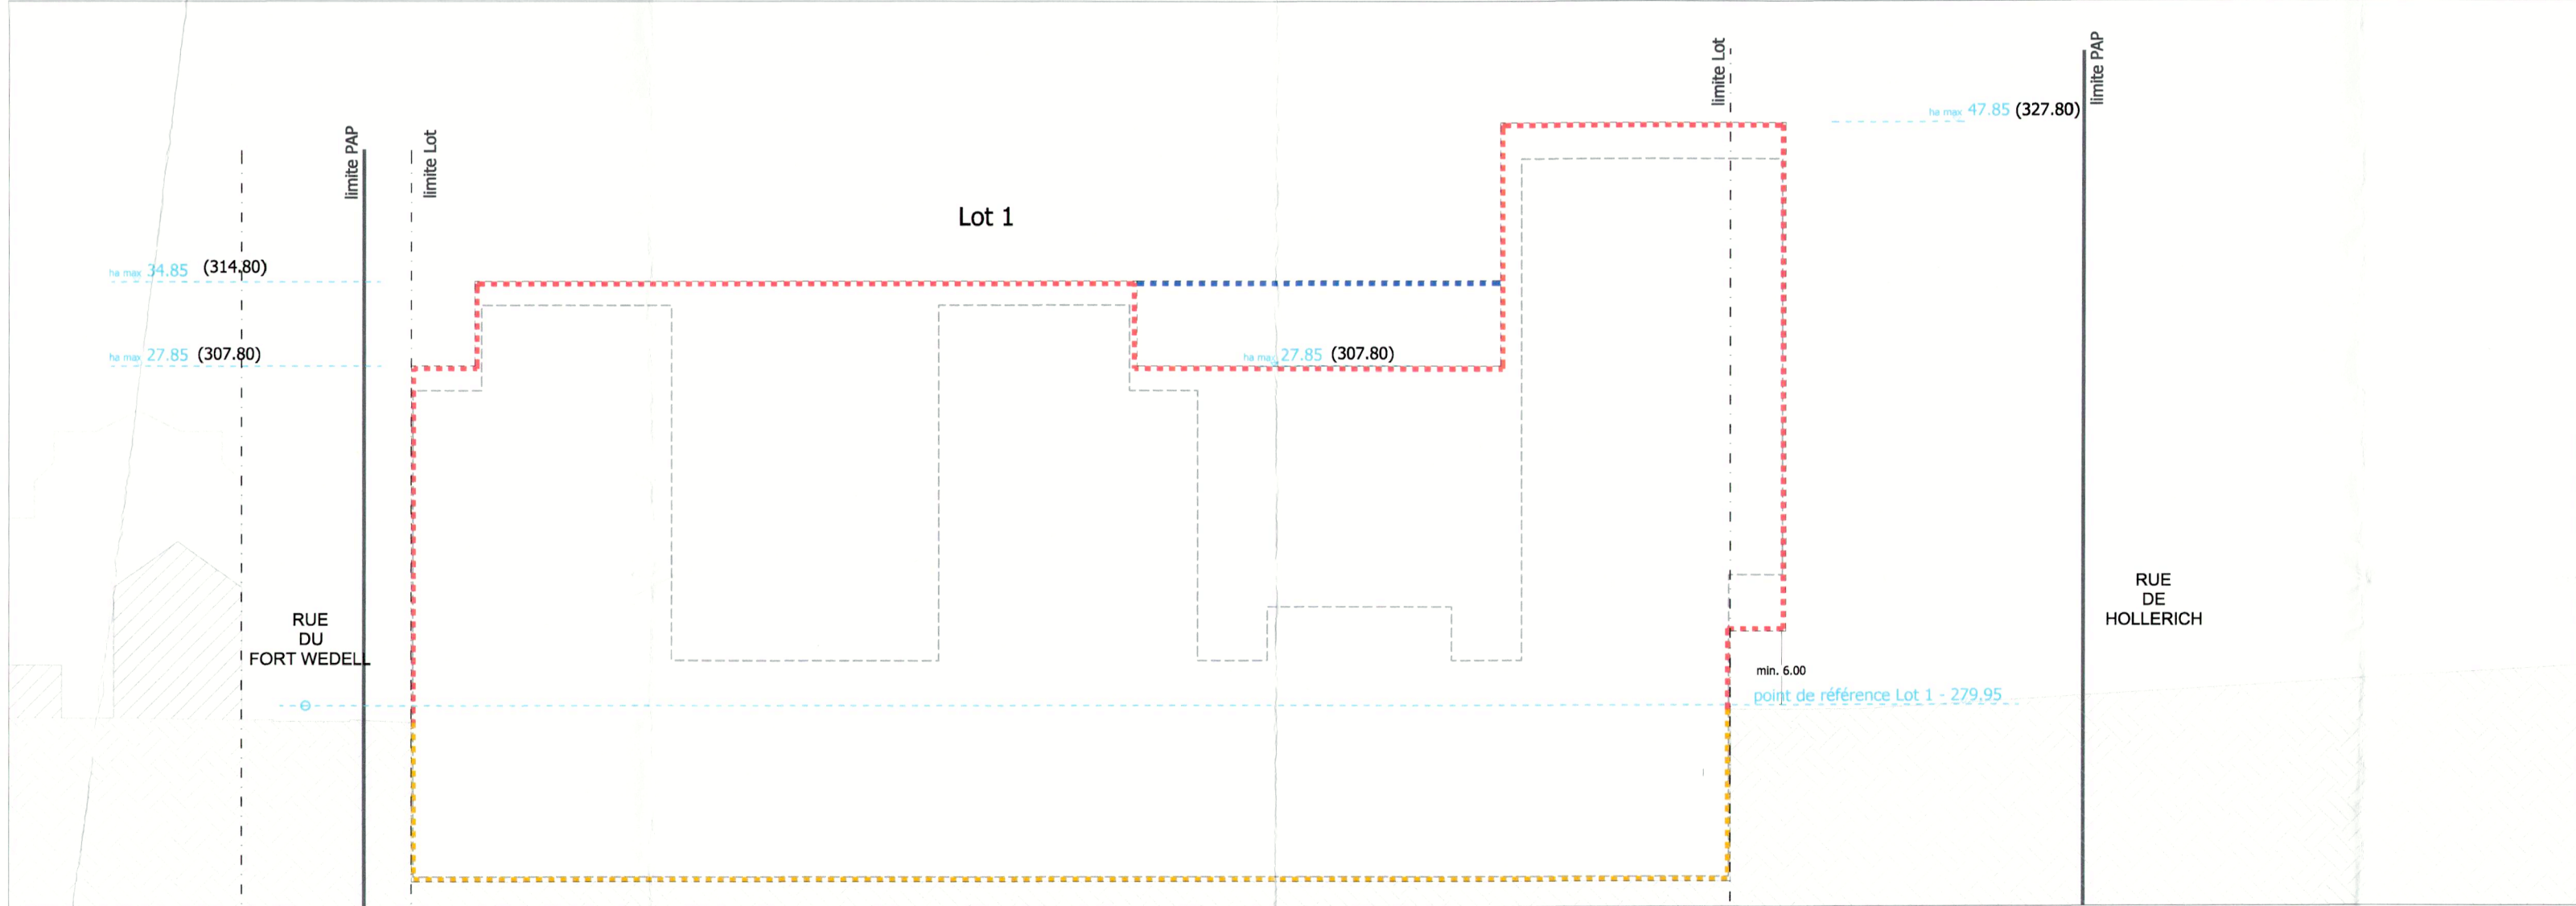 limite PAP
limite Lot
limite Lot
limite PAP
ha max 47.85 (327.80)
Lot 1
ha max 34.85 (314.80)
ha max 27.85 (307.80)
ha max 27.85 (307.80)
RUE
DU
FORT WEDELL
RUE
DE
HOLLERICH
min. 6.00
point de référence Lot 1 - 279,95